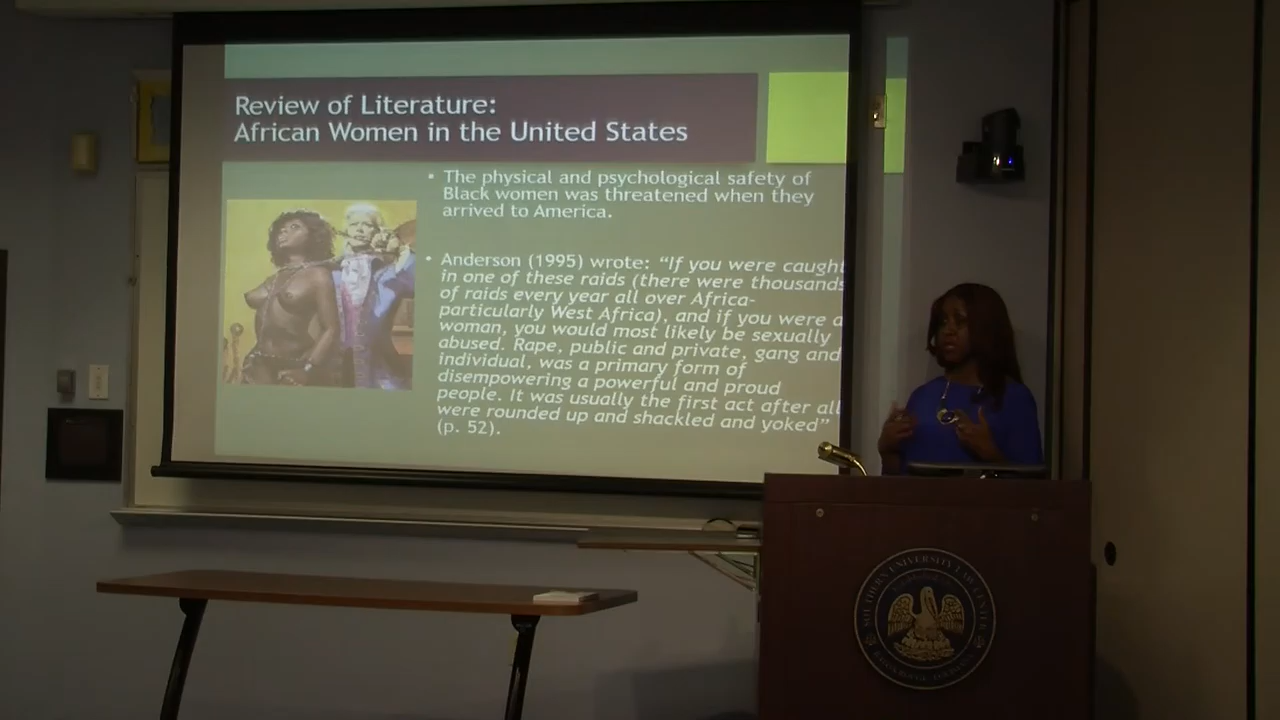 Review of Literature:
African Women in the United States
▪ The physical and psychological safety of
Black women was threatened when they
arrived to America.
▪ Anderson (1995) wrote: “If you were caught
in one of these raids (there were thousands
of raids every year all over Africa-
particularly West Africa), and if you were a
woman, you would most likely be sexually
abused. Rape, public and private, gang and
individual, was a primary form of
disempowering a powerful and proud
people. It was usually the first act after all
were rounded up and shackled and yoked”
(p. 52).
SOUTHERN UNIVERSITY LAW CENTER